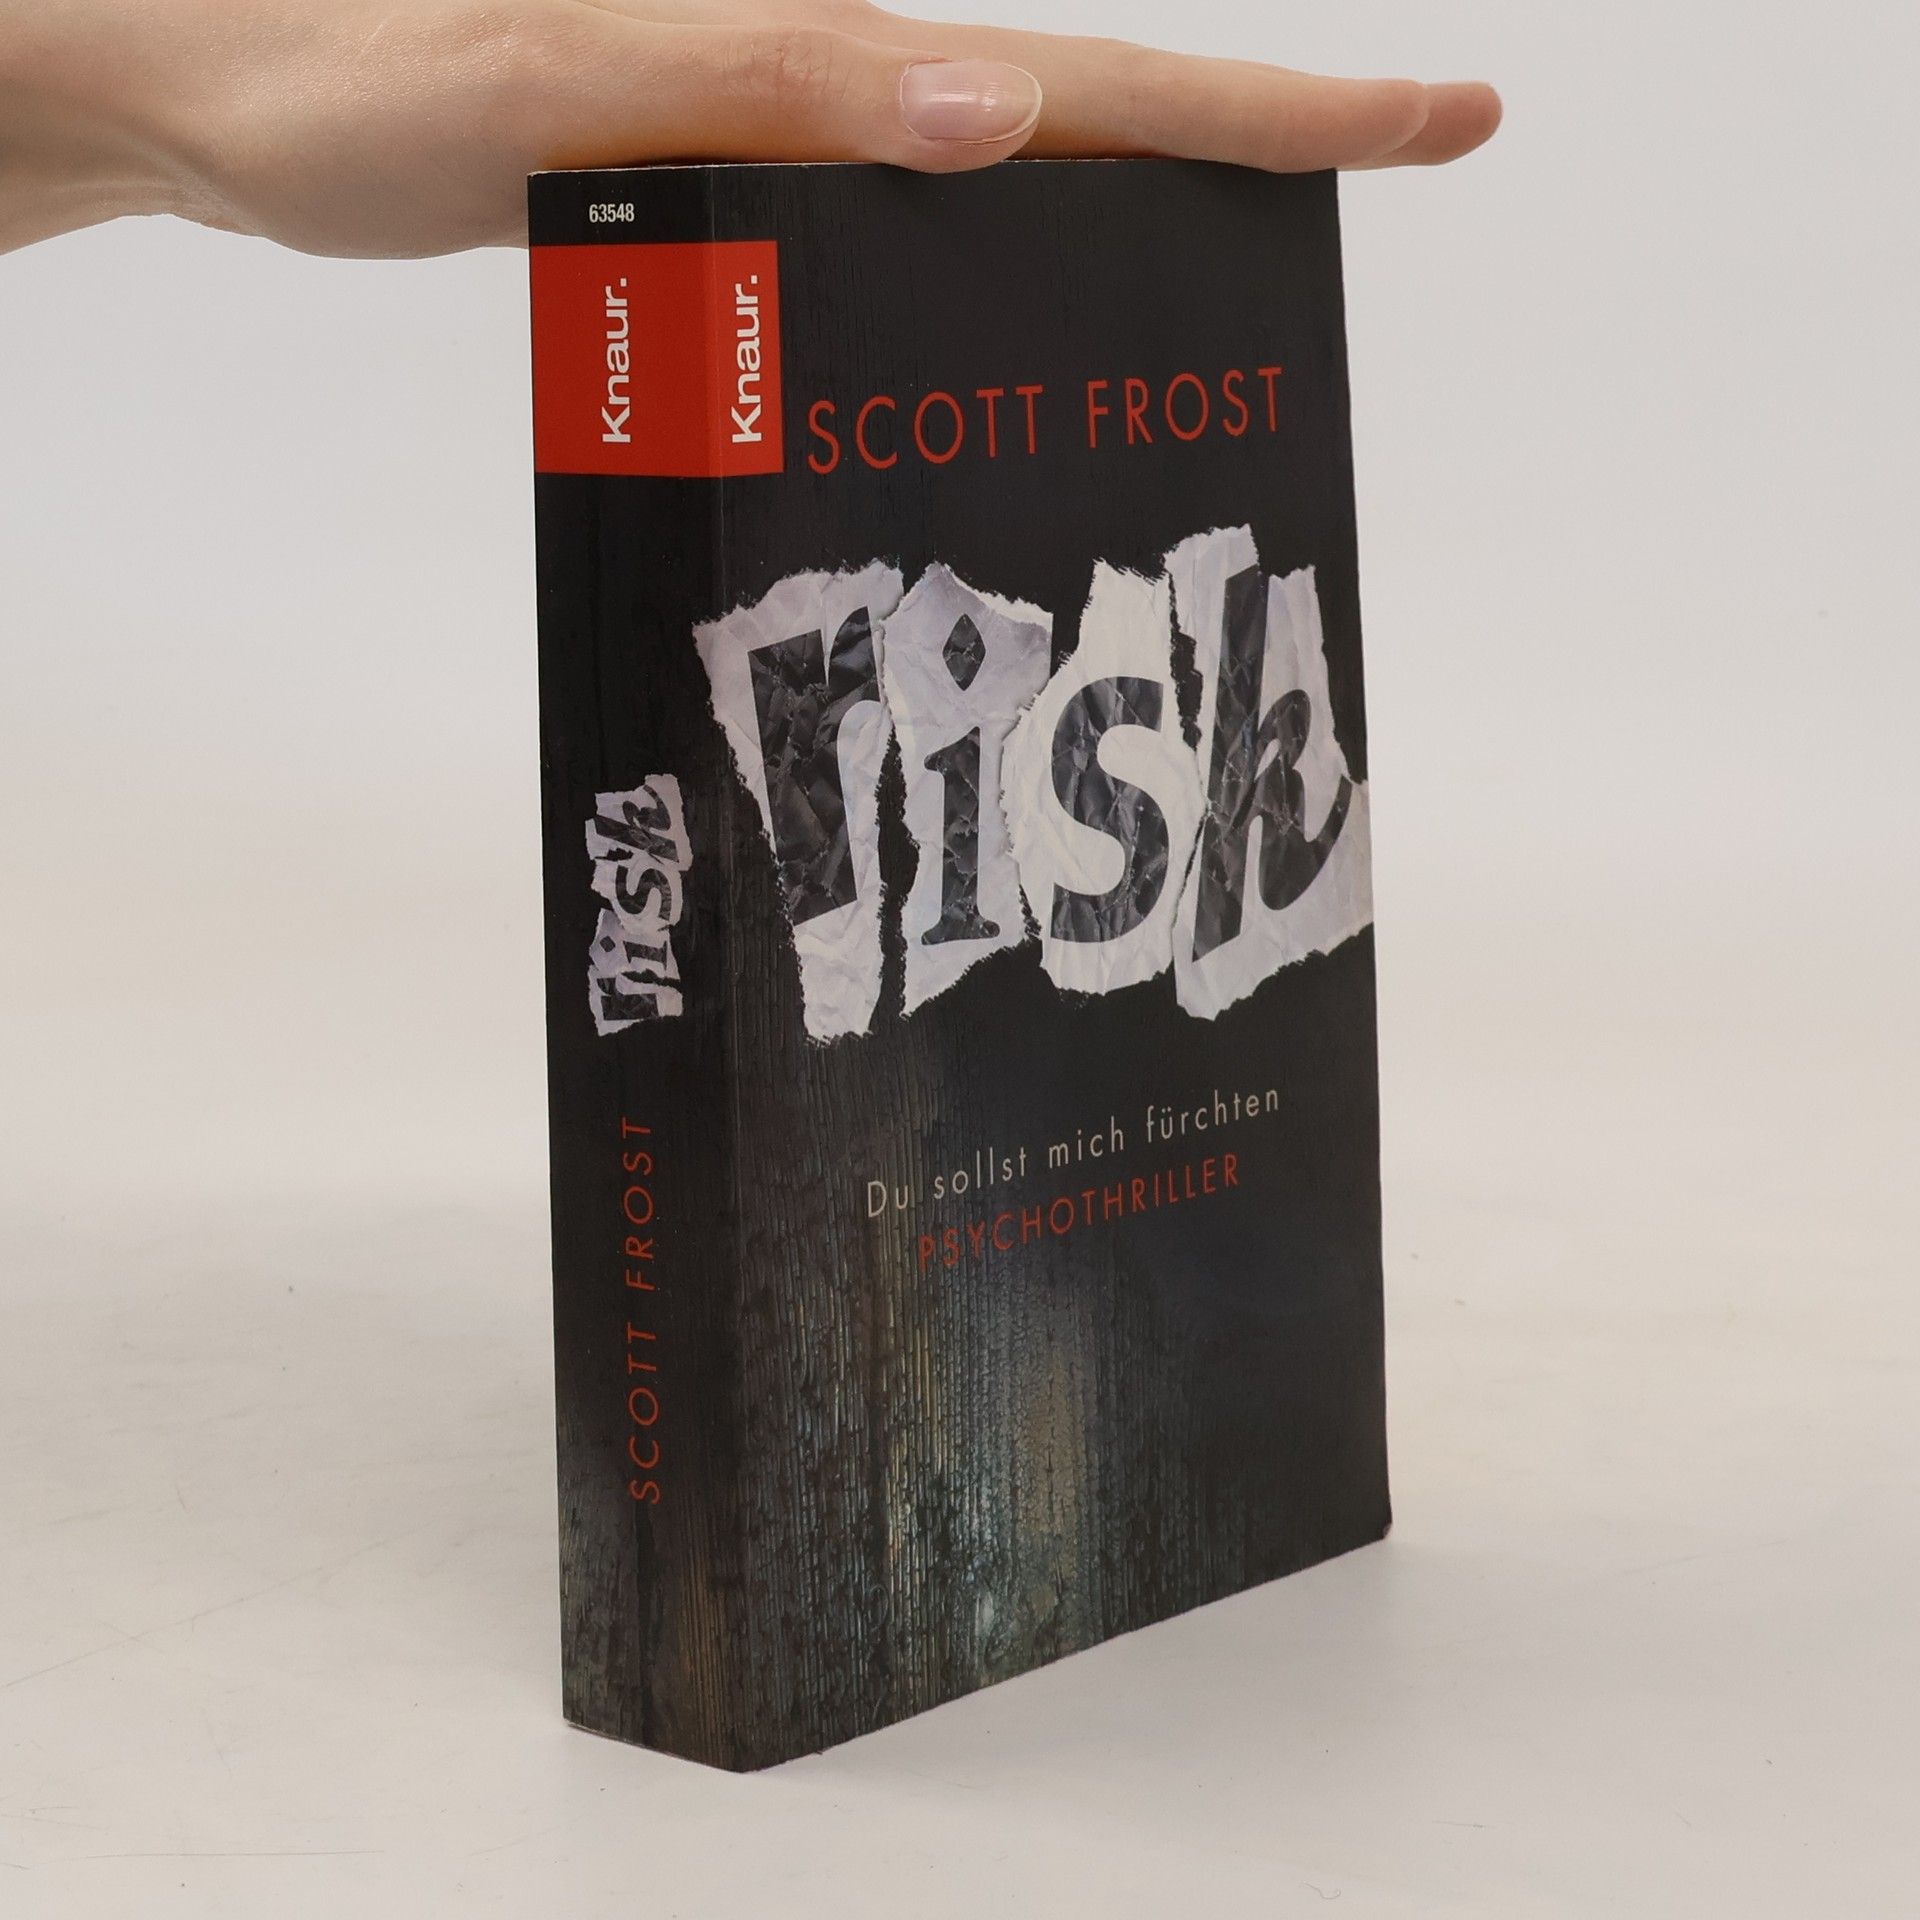 63548
Knaur.
risk
SCOTT FROST
Knaur.
SCOTT FROST
risk
Du sollst mich fürchten
PSYCHOTHRILLER